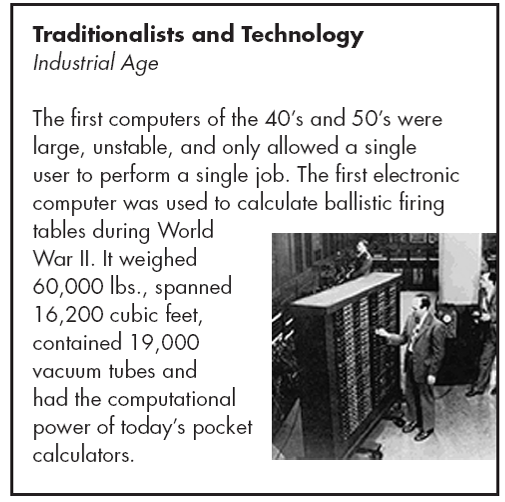 Traditionalists and Technology
Industrial Age
The first computers of the 40’s and 50’s were
large, unstable, and only allowed a single
user to perform a single job. The first electronic
computer was used to calculate ballistic firing
tables during World
War II. It weighed
60,000 lbs., spanned
16,200 cubic feet,
contained 19,000
vacuum tubes and
had the computational
power of today’s pocket
calculators.